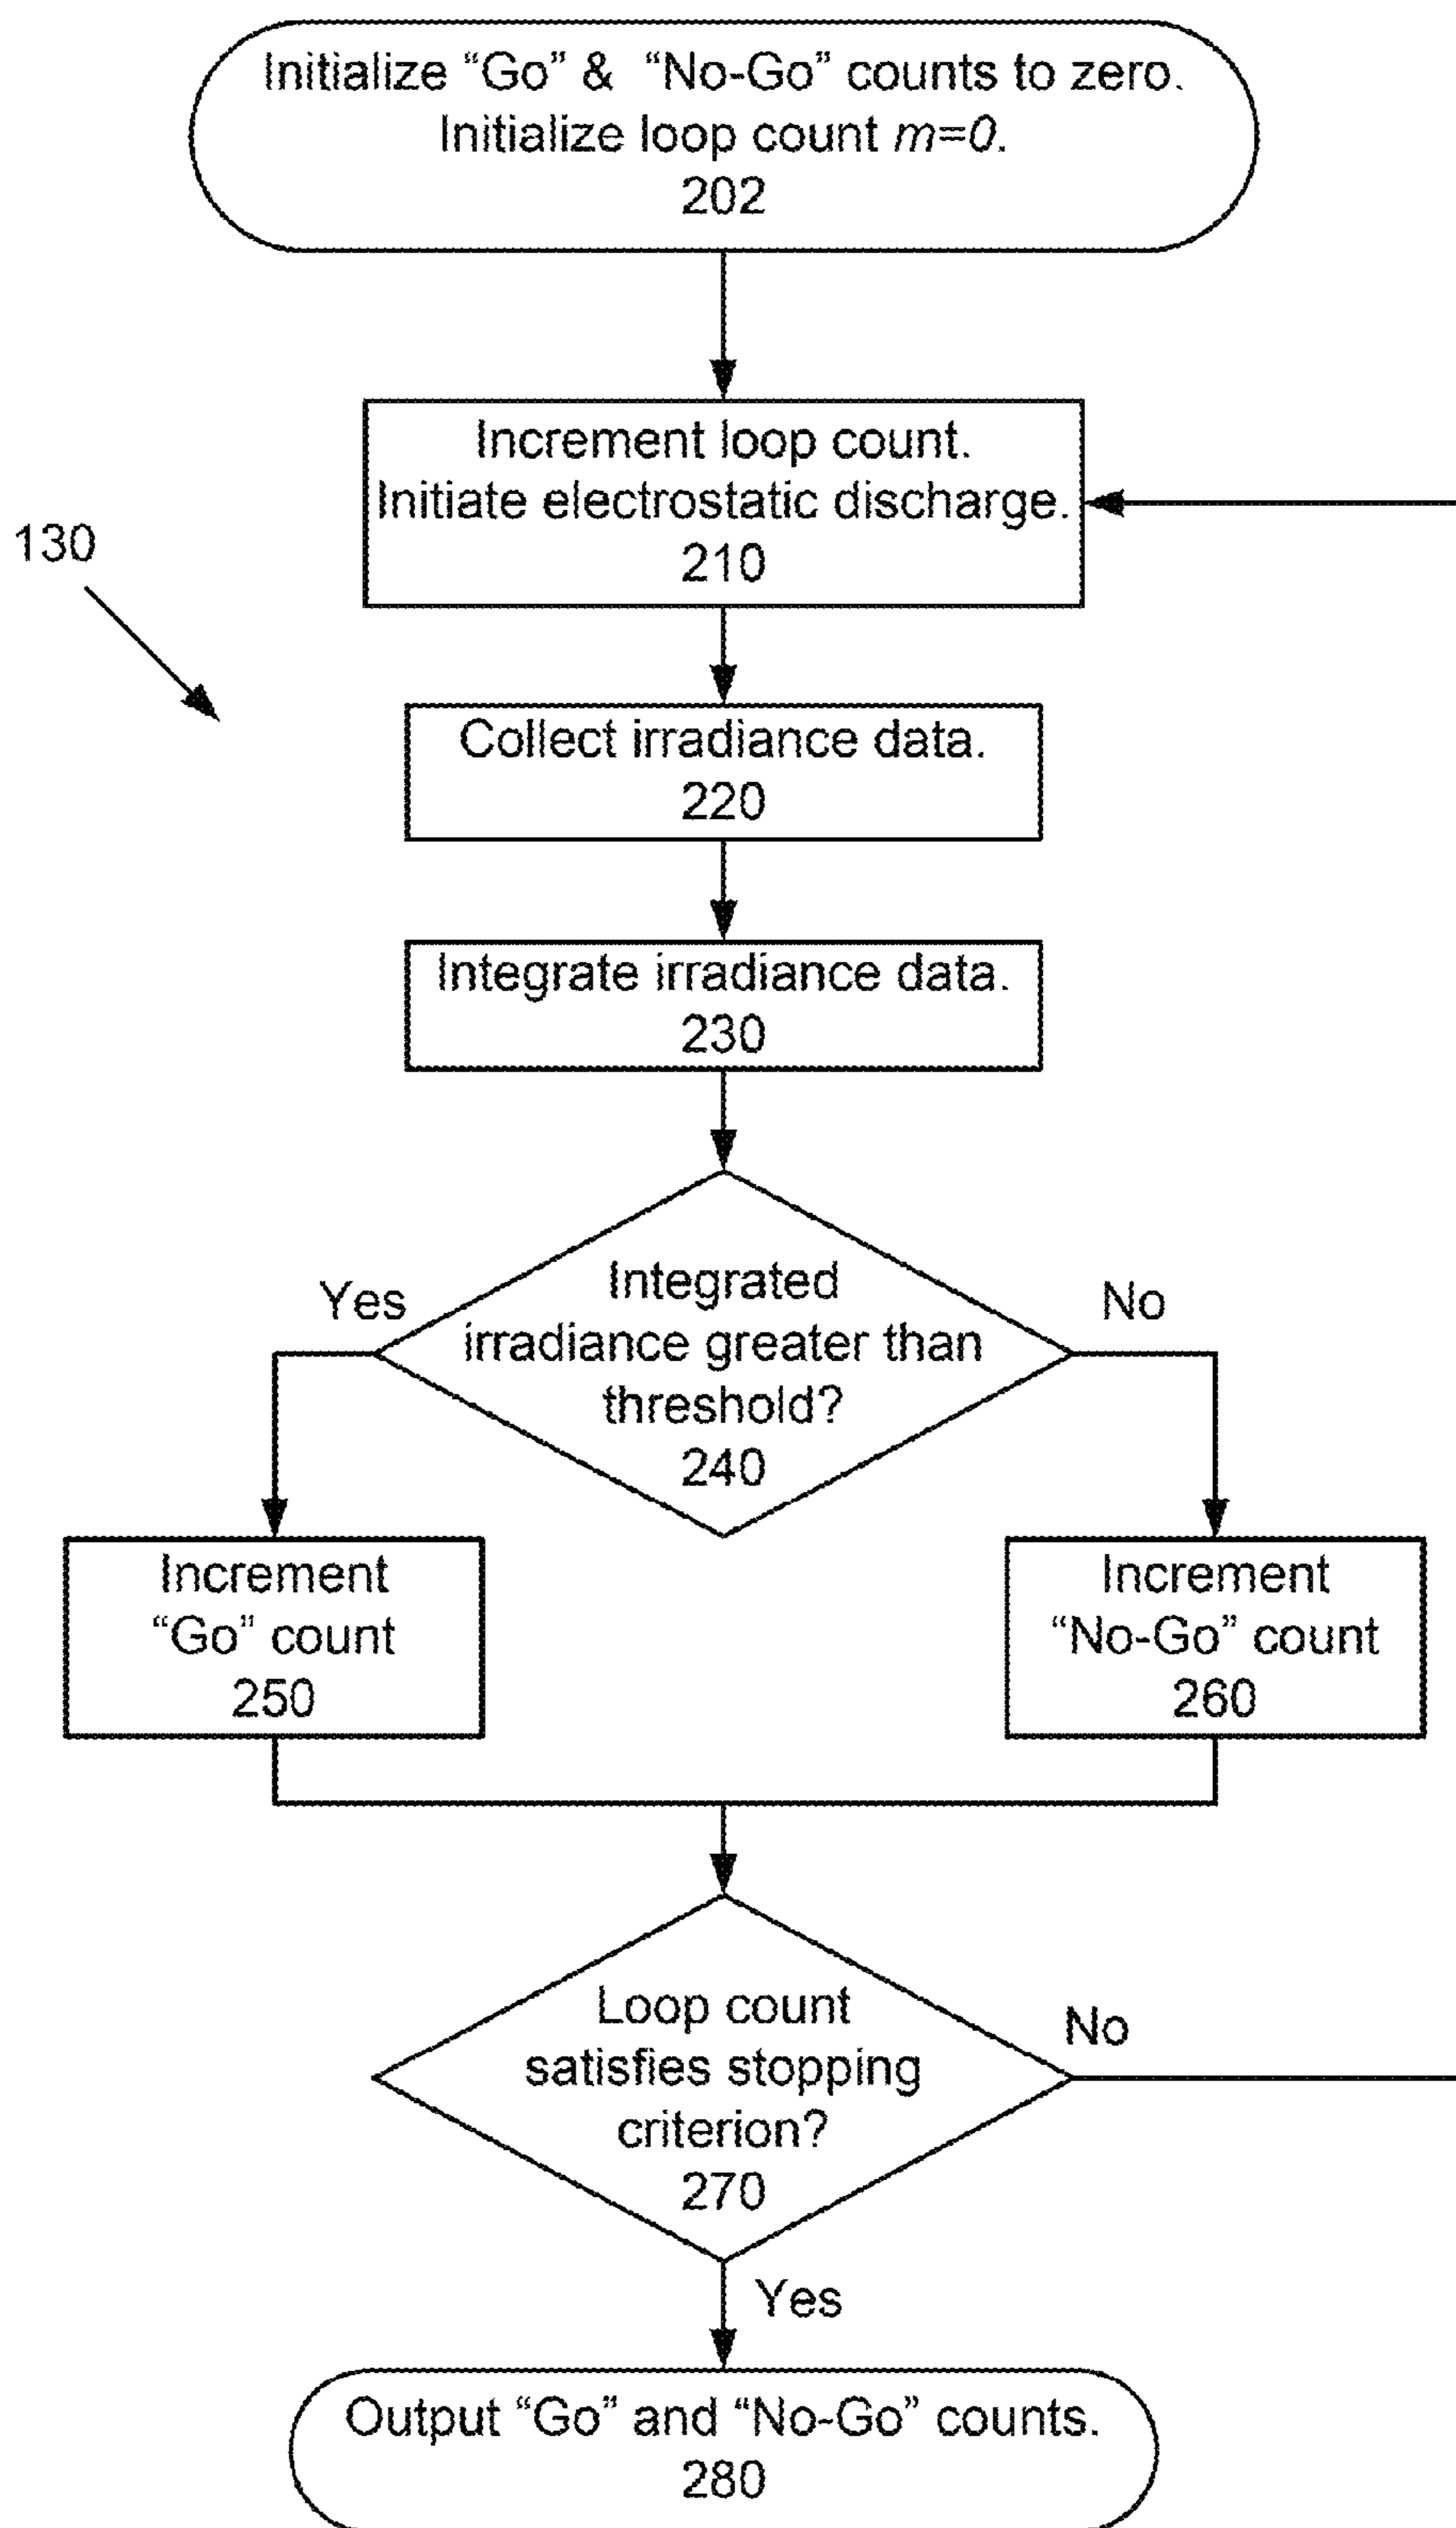 Initialize “Go” & “No-Go” counts to zero.
Initialize loop count m=0.
202
Increment loop count.
Initiate electrostatic discharge.
210
130
Collect irradiance data.
220
Integrate irradiance data.
230
Yes
No
Integrated
irradiance greater than
threshold?
240
Increment
“Go” count
250
Increment
“No-Go” count
260
Loop count
satisfies stopping
criterion?
270
No
Yes
Output “Go” and “No-Go” counts.
280